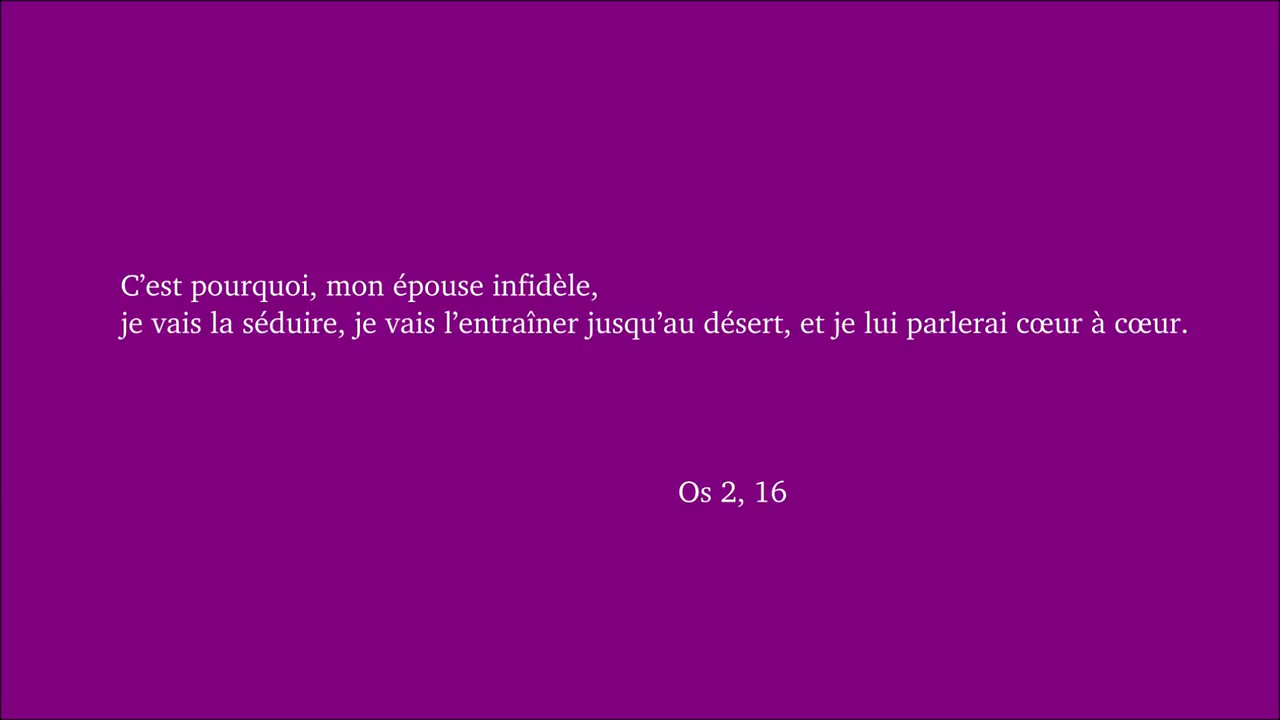 C’est pourquoi, mon épouse infidèle,
je vais la séduire, je vais l’entraîner jusqu’au désert, et je lui parlerai cœur à cœur.
Os 2, 16